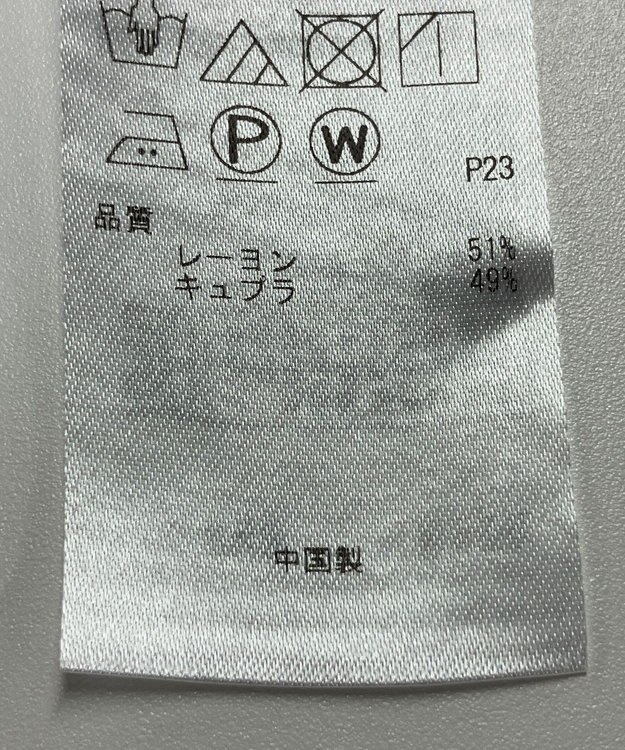 P W
P23
品質
レーヨン 51%
キュプラ 49%
中国製